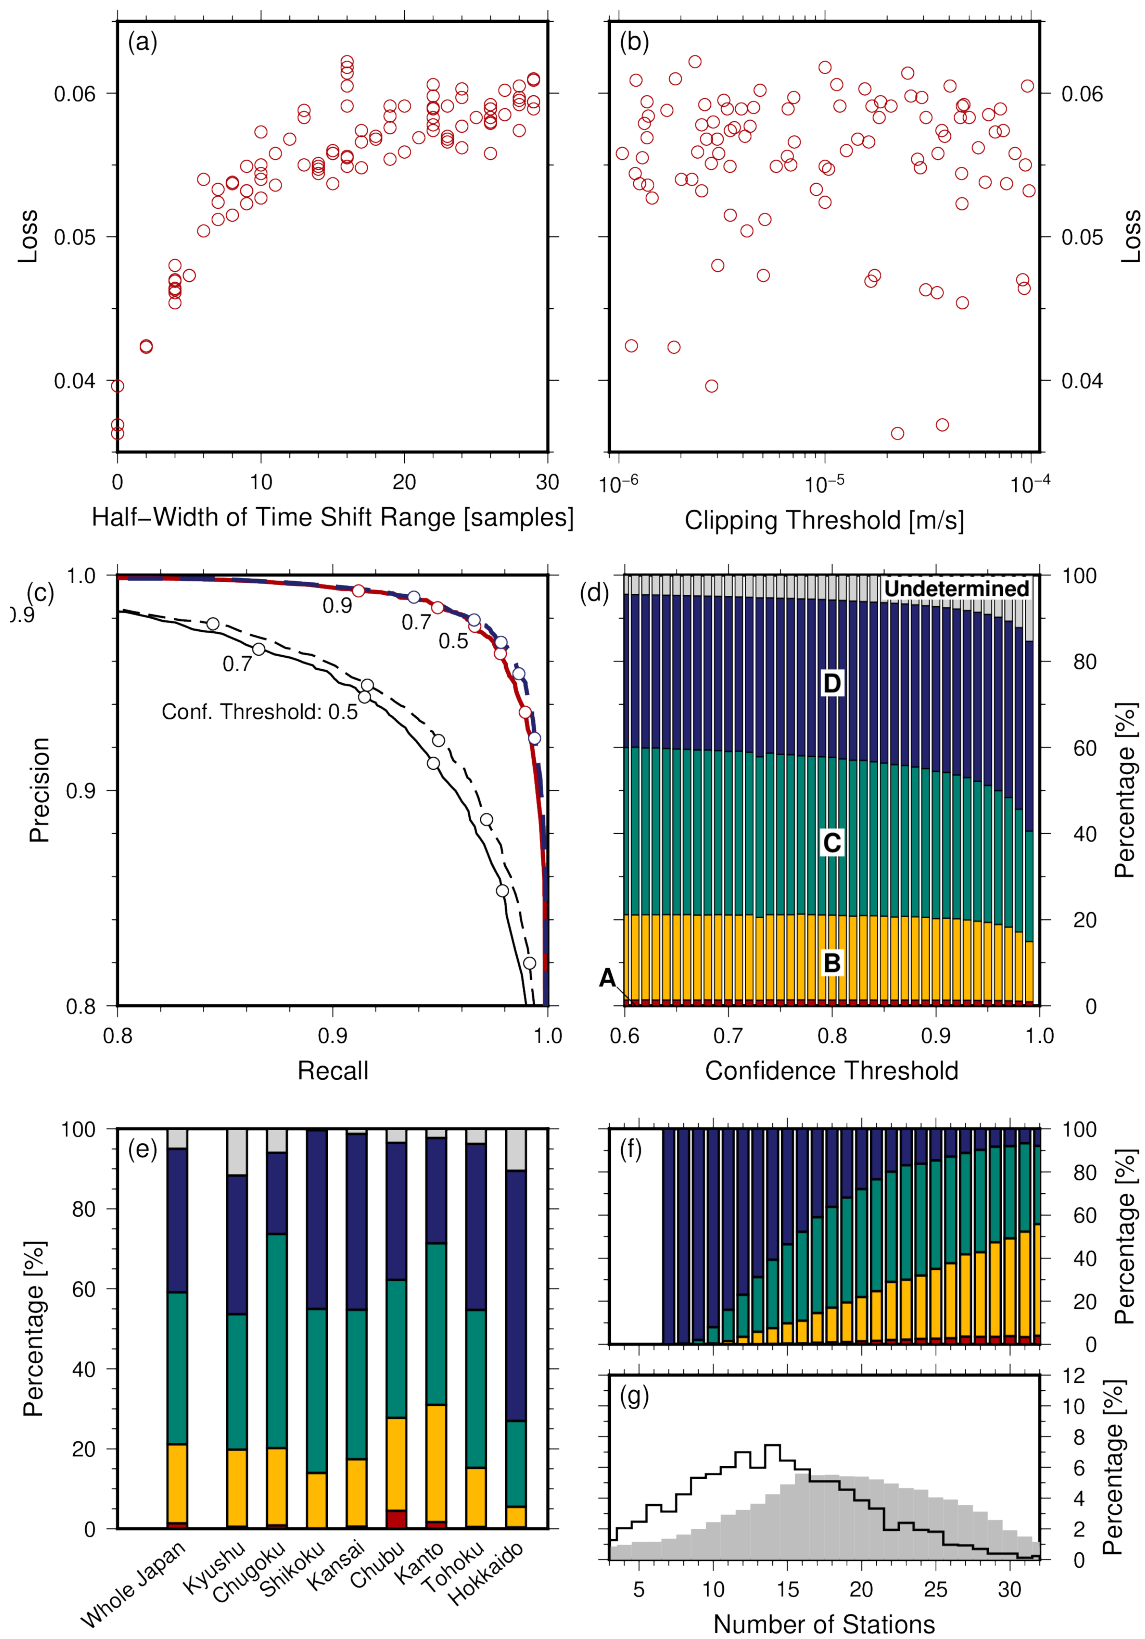 (a)
(b)
0.06
0.05
0.04
Loss
0.06
0.05
0.04
Loss
0
10
20
30
10−6
10−5
10−4
Half−Width of Time Shift Range [samples]
Clipping Threshold [m/s]
(c)
1.0
0.9
0.8
0.9
Precision
0.9
0.7
0.5
0.7
Conf. Threshold: 0.5
0.8
0.9
1.0
Recall
(d)
Undetermined
D
C
B
A
100
80
60
40
20
0
Percentage [%]
0.6
0.7
0.8
0.9
1.0
Confidence Threshold
(e)
100
80
60
40
20
0
Percentage [%]
Whole Japan
Kyushu
Chugoku
Shikoku
Kansai
Chubu
Kanto
Tohoku
Hokkaido
(f)
100
80
60
40
20
0
Percentage [%]
(g)
12
10
8
6
4
2
0
Percentage [%]
5
10
15
20
25
30
Number of Stations